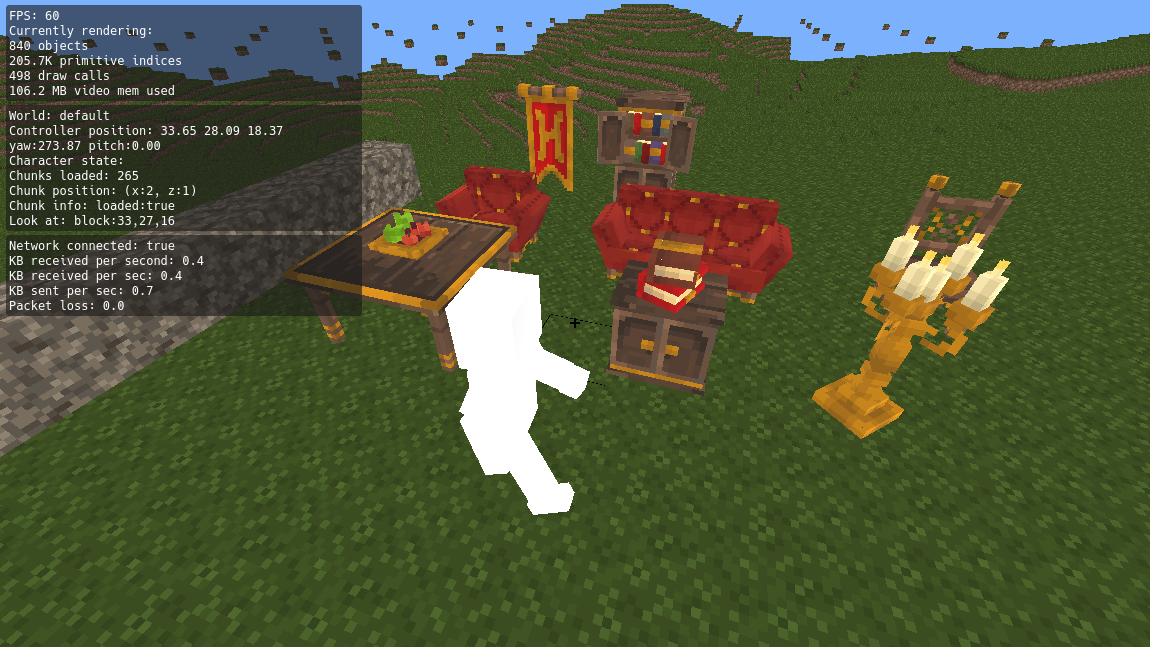 FPS: 60
Currently rendering:
840 objects
205.7K primitive indices
498 draw calls
106.2 MB video mem used
World: default
Controller position: 33.65 28.09 18.37
yaw:273.87 pitch:0.00
Character state:
Chunks loaded: 265
Chunk position: (x:2, z:1)
Chunk info: loaded:true
Look at: block:33,27,16
Network connected: true
KB received per second: 0.4
KB received per sec: 0.4
KB sent per sec: 0.7
Packet loss: 0.0